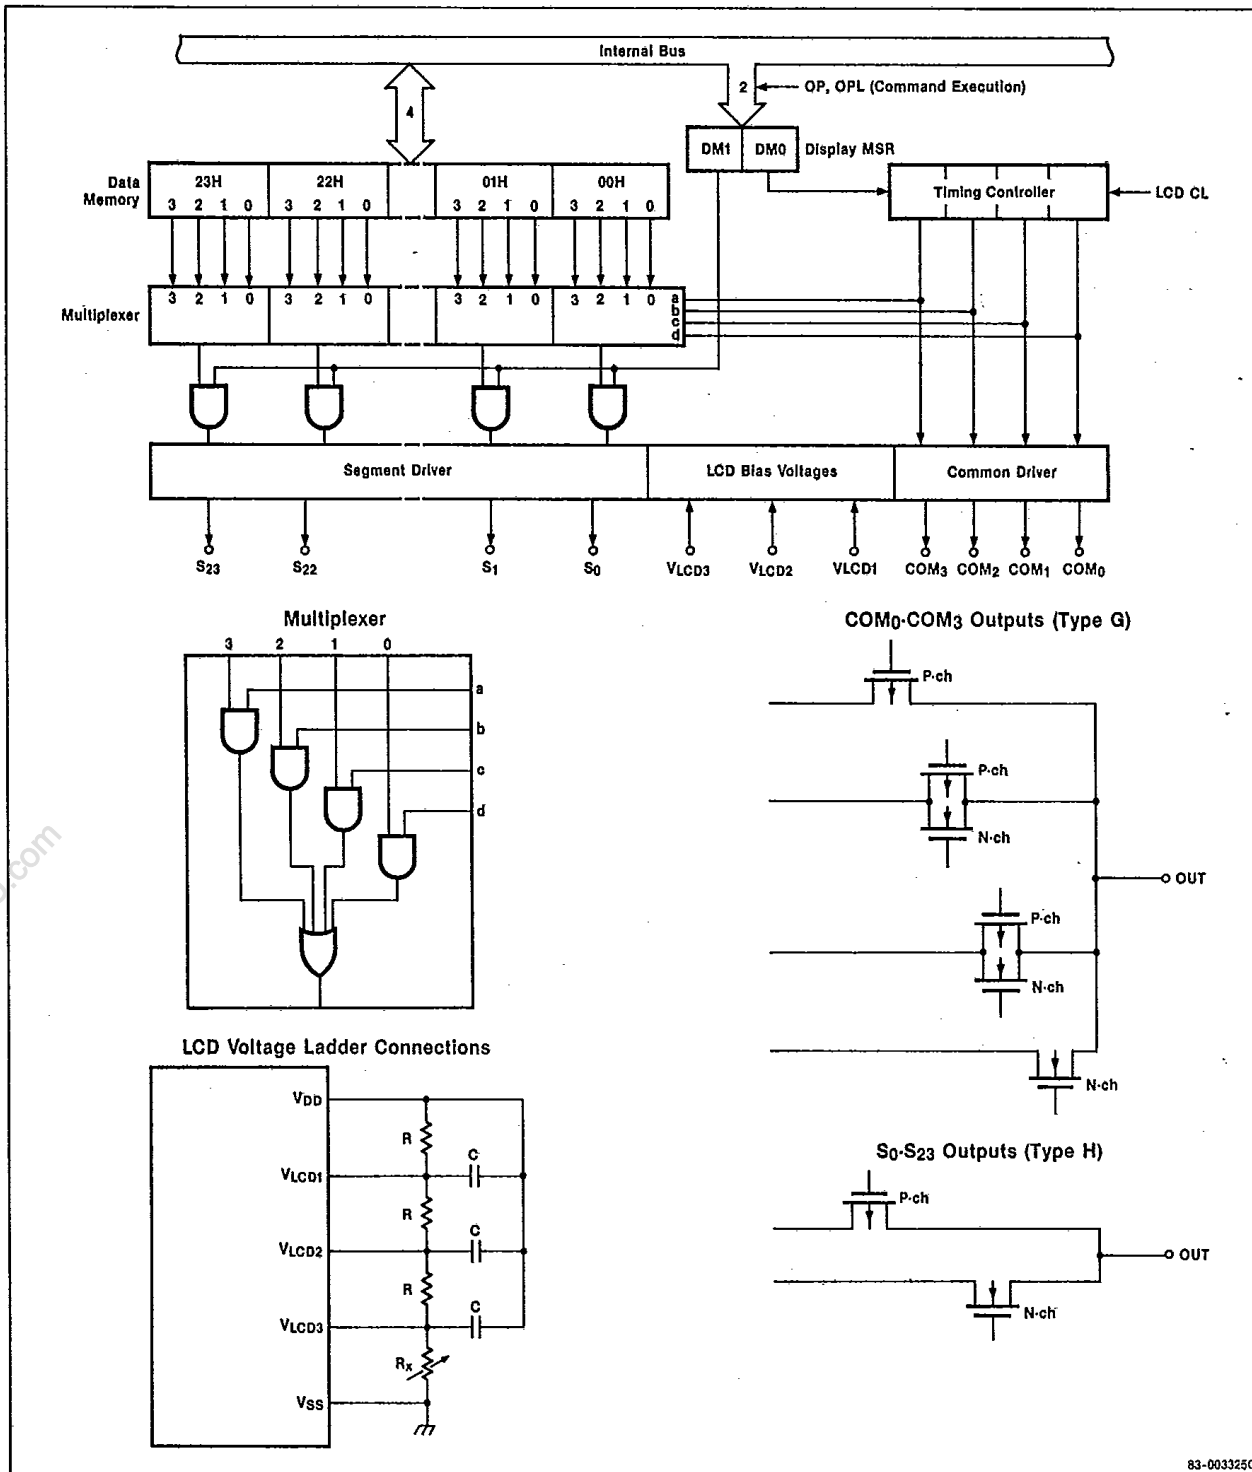 Internal Bus
4
2
OP, OPL (Command Execution)
DM1 DM0 Display MSR
Data Memory
23H 22H 01H 00H
3 2 1 0 3 2 1 0 3 2 1 0 3 2 1 0
Timing Controller
LCD CL
Multiplexer
3 2 1 0 3 2 1 0 3 2 1 0 3 2 1 0
a
b
c
d
Segment Driver LCD Bias Voltages Common Driver
S23 S22 S1 S0 VLCD3 VLCD2 VLCD1 COM3 COM2 COM1 COM0
Multiplexer
3 2 1 0
a
b
c
d
COM0-COM3 Outputs (Type G)
P-ch
P-ch
N-ch
OUT
P-ch
N-ch
N-ch
LCD Voltage Ladder Connections
VDD
R
C
VLCD1
R
C
VLCD2
R
C
VLCD3
Rx
VSS
S0-S23 Outputs (Type H)
P-ch
OUT
N-ch
.com